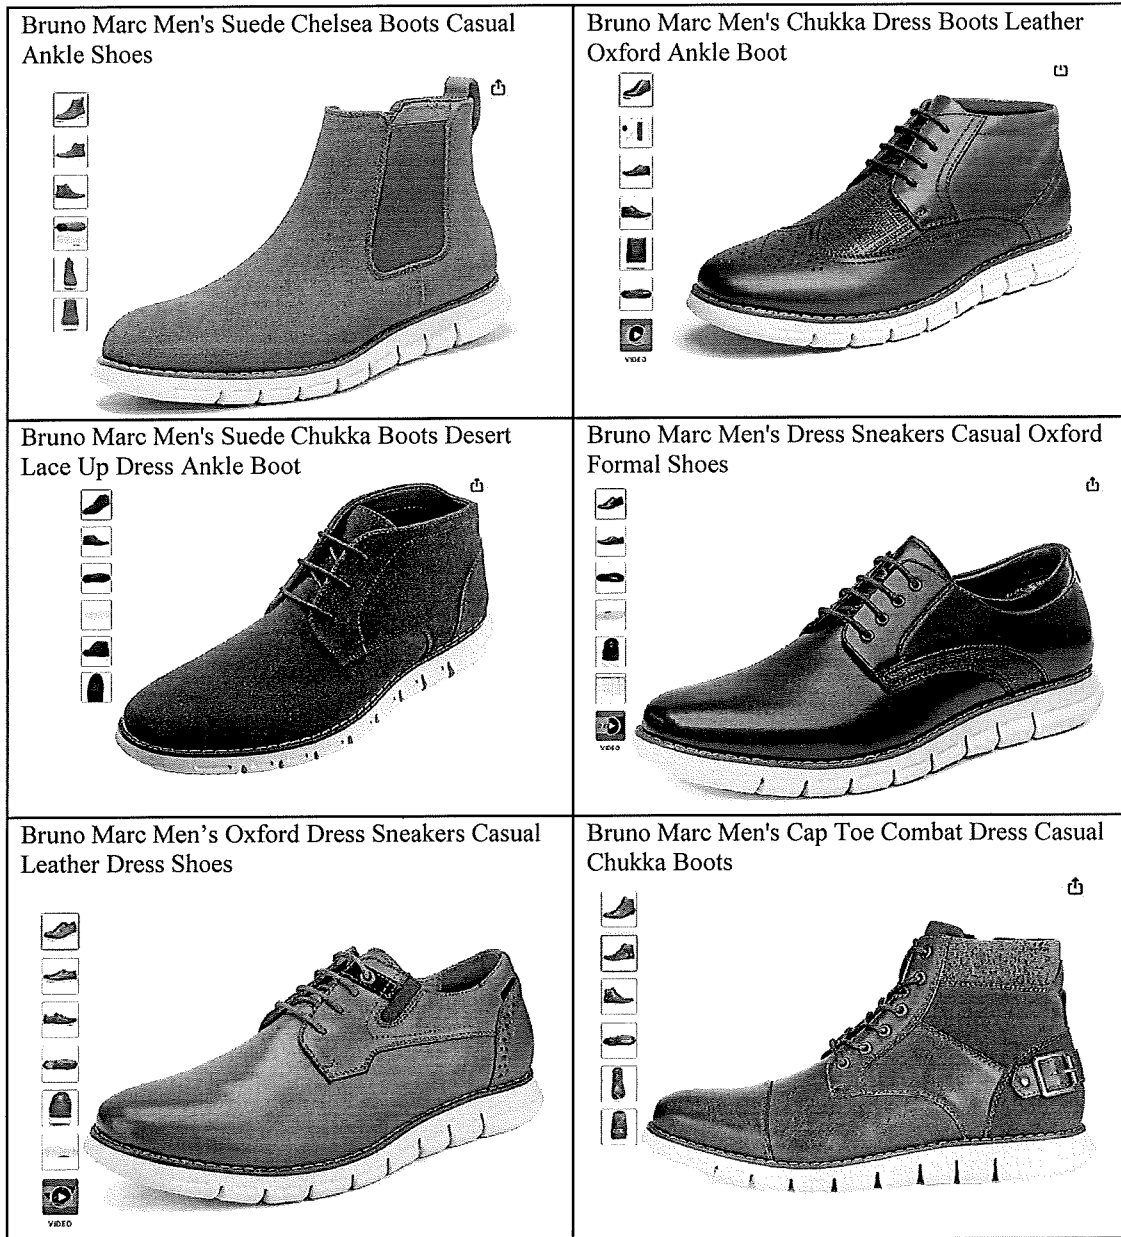 Bruno Marc Men's Suede Chelsea Boots Casual
Ankle Shoes
Bruno Marc Men's Chukka Dress Boots Leather
Oxford Ankle Boot
VIDEO
Bruno Marc Men's Suede Chukka Boots Desert
Lace Up Dress Ankle Boot
Bruno Marc Men's Dress Sneakers Casual Oxford
Formal Shoes
VIDEO
Bruno Marc Men’s Oxford Dress Sneakers Casual
Leather Dress Shoes
VIDEO
Bruno Marc Men's Cap Toe Combat Dress Casual
Chukka Boots